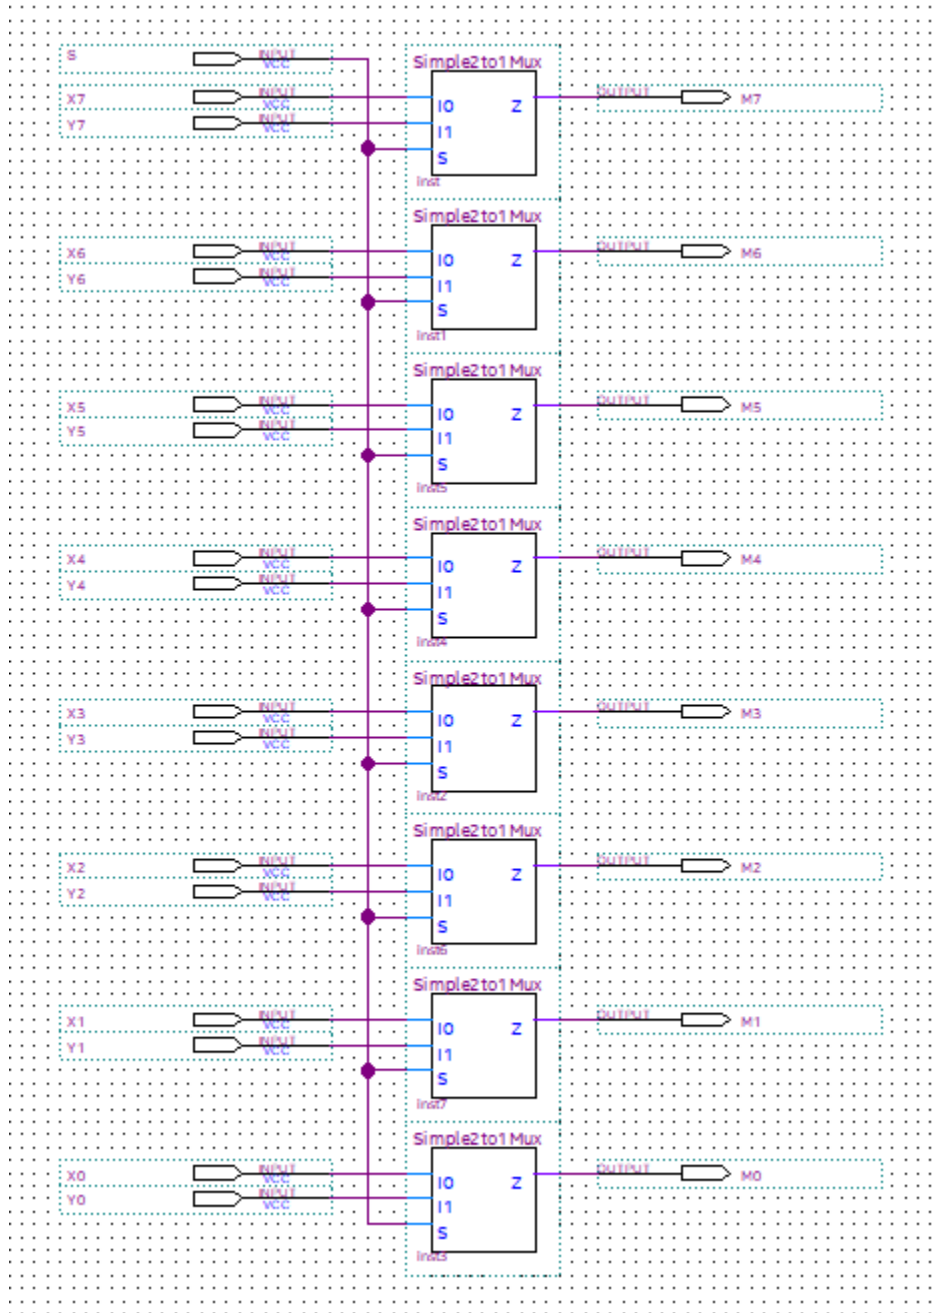 S INPUT VCC
Simple2to1Mux
X7 INPUT VCC I0 Z OUTPUT M7
Y7 INPUT VCC I1
S
inst
Simple2to1Mux
X6 INPUT VCC I0 Z OUTPUT M6
Y6 INPUT VCC I1
S
inst1
Simple2to1Mux
X5 INPUT VCC I0 Z OUTPUT M5
Y5 INPUT VCC I1
S
inst5
Simple2to1Mux
X4 INPUT VCC I0 Z OUTPUT M4
Y4 INPUT VCC I1
S
inst4
Simple2to1Mux
X3 INPUT VCC I0 Z OUTPUT M3
Y3 INPUT VCC I1
S
inst2
Simple2to1Mux
X2 INPUT VCC I0 Z OUTPUT M2
Y2 INPUT VCC I1
S
inst6
Simple2to1Mux
X1 INPUT VCC I0 Z OUTPUT M1
Y1 INPUT VCC I1
S
inst7
Simple2to1Mux
X0 INPUT VCC I0 Z OUTPUT M0
Y0 INPUT VCC I1
S
inst3